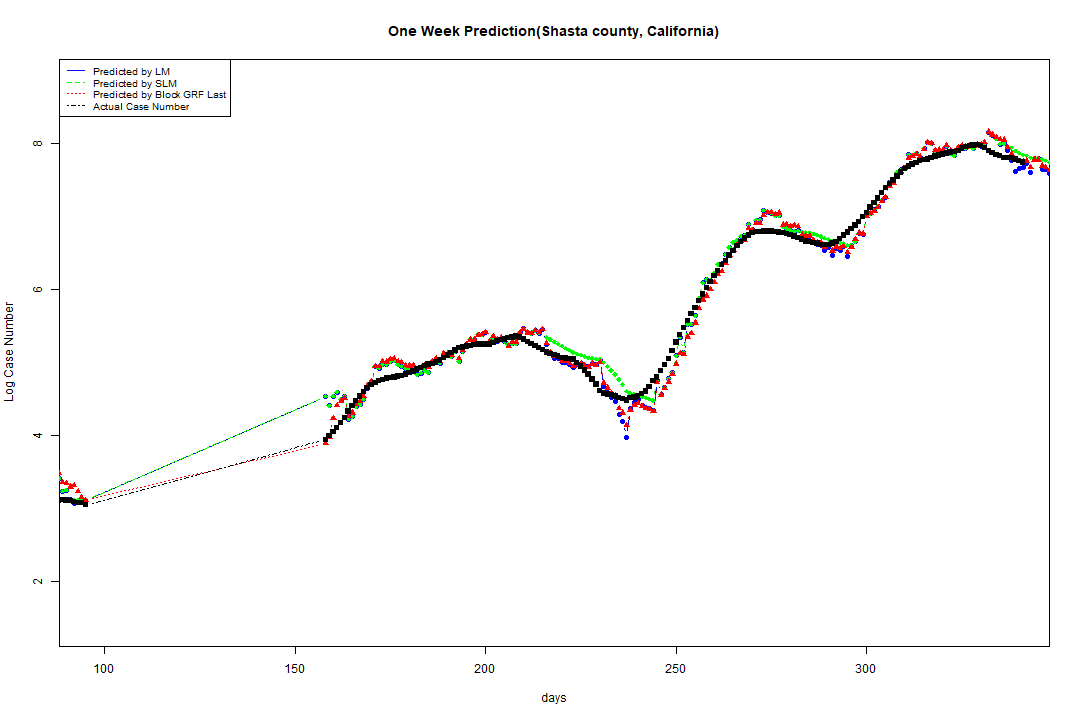 One Week Prediction(Shasta county, California)
Predicted by LM
Predicted by SLM
Predicted by Block GRF Last
Actual Case Number
8
6
4
2
Log Case Number
100 150 200 250 300
days